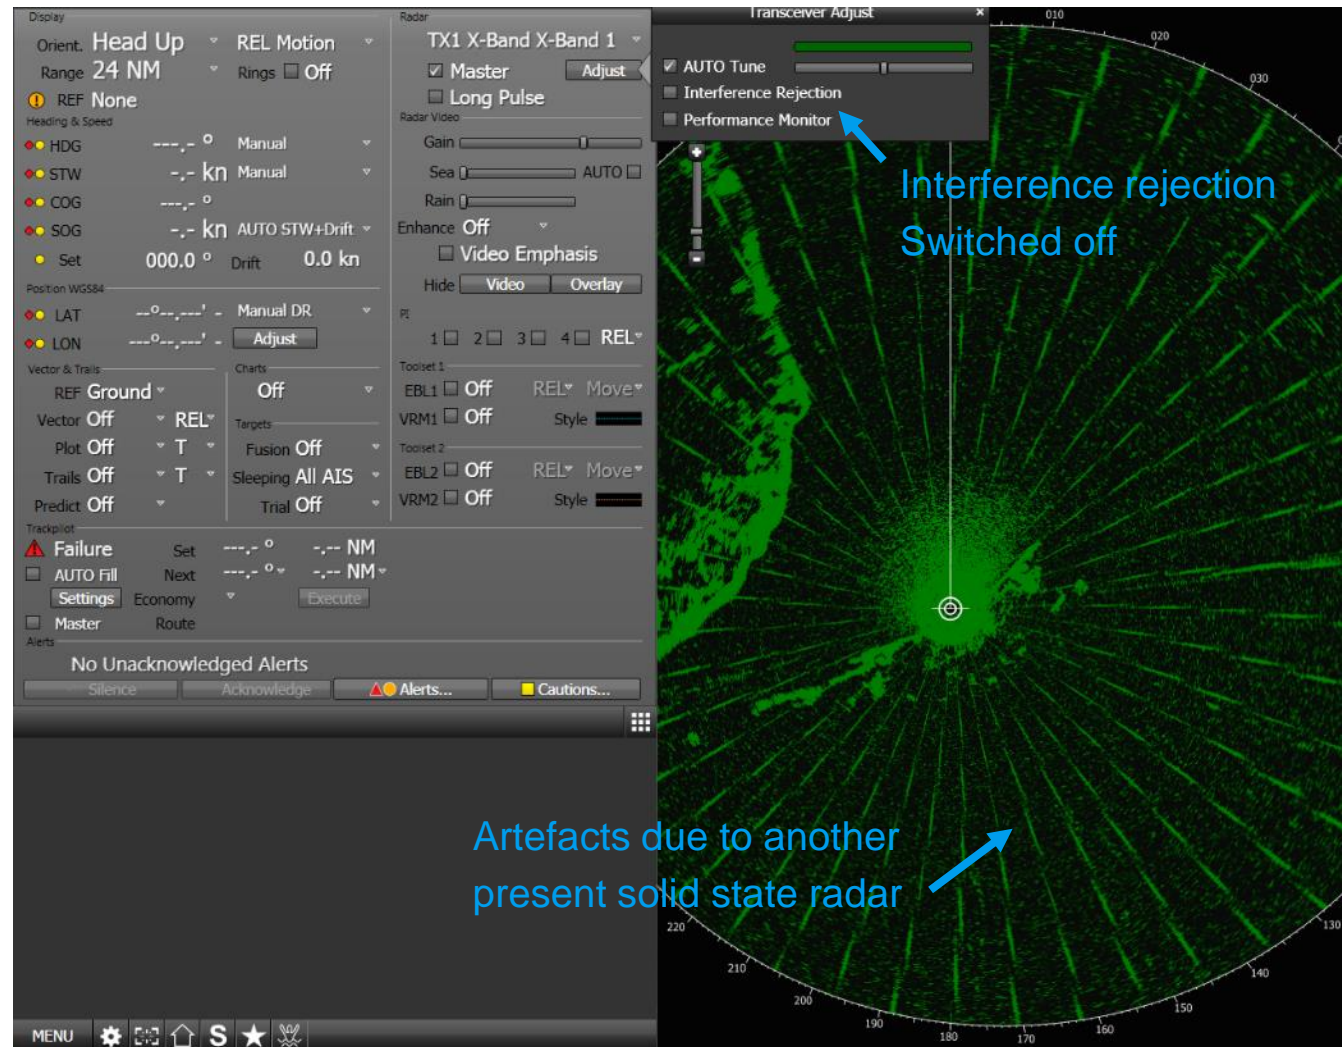 Display
Orient. Head Up REL Motion
Range 24 NM Rings Off
REF None
Heading & Speed
HDG ---.- ° Manual
STW -.- kn Manual
COG ---.- °
SOG -.- kn AUTO STW+Drift
Set 000.0 ° Drift 0.0 kn
Position WGS84
LAT --°--.---' - Manual DR
LON ---°--.---' - Adjust
Vector & Trails
REF Ground
Vector Off REL
Plot Off T
Trails Off T
Predict Off
Charts
Off
Targets
Fusion Off
Sleeping All AIS
Trial Off
Trackpilot
Failure Set ---.- ° -.-- NM
AUTO Fill Next ---.- ° -.-- NM
Settings Economy Execute
Master Route
Alerts
No Unacknowledged Alerts
Silence Acknowledge Alerts... Cautions...
MENU S
Radar
TX1 X-Band X-Band 1
Master Adjust
Long Pulse
Radar Video
Gain
Sea AUTO
Rain
Enhance Off
Video Emphasis
Hide Video Overlay
PI
1 2 3 4 REL
Toolset 1
EBL1 Off REL Move
VRM1 Off Style
Toolset 2
EBL2 Off REL Move
VRM2 Off Style
Transceiver Adjust ×
AUTO Tune
Interference Rejection
Performance Monitor
Interference rejection
Switched off
Artefacts due to another
present solid state radar
010
020
030
130
140
150
160
170
180
190
200
210
220